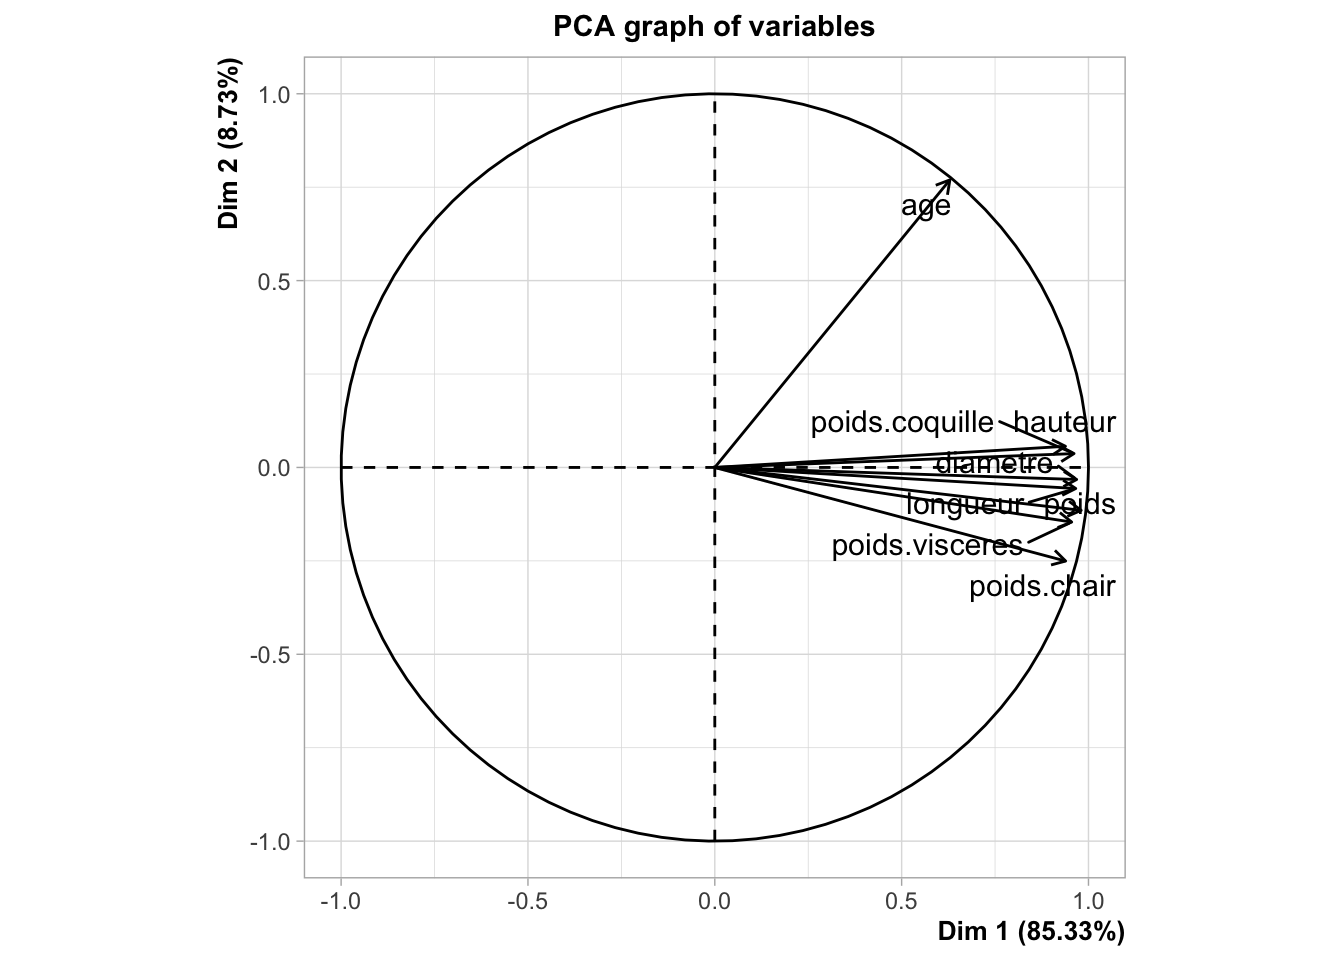 PCA graph of variables
Dim 2 (8.73%)
1.0
0.5
0.0
-0.5
-1.0
age
poids.coquille hauteur
diametre
longueur poids
poids.visceres
poids.chair
-1.0 -0.5 0.0 0.5 1.0
Dim 1 (85.33%)